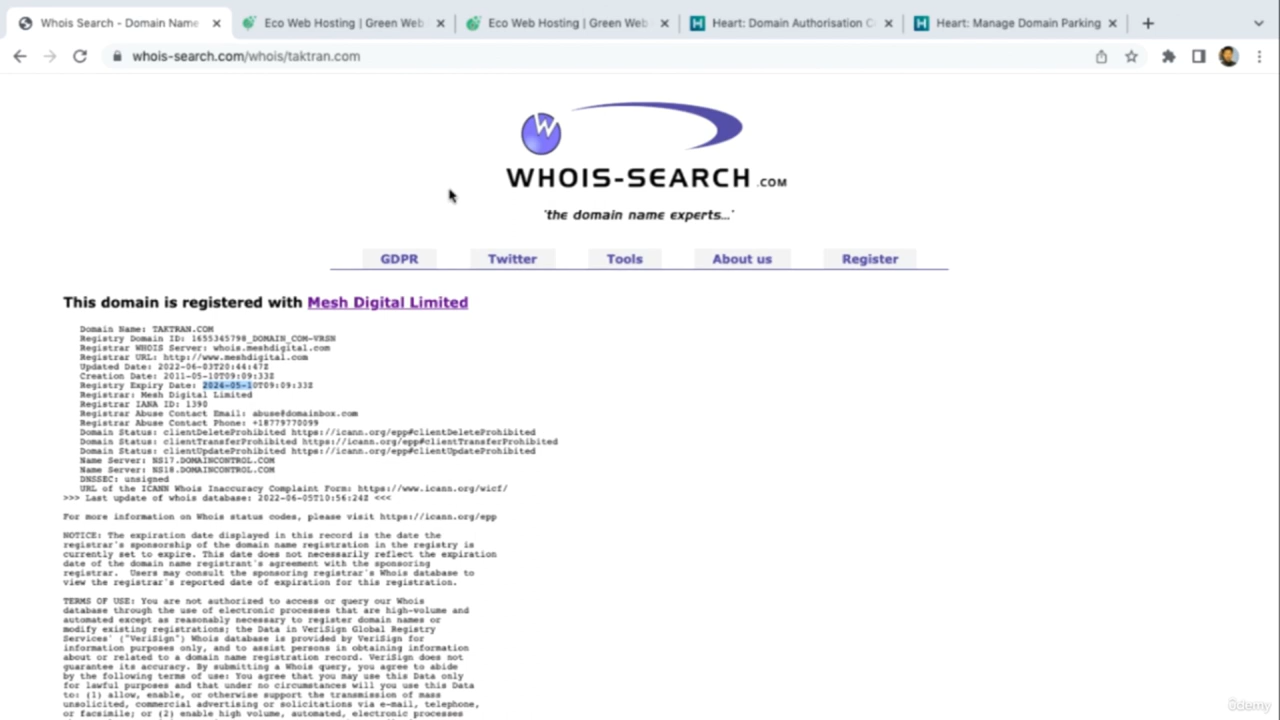 Whois Search - Domain Name
Eco Web Hosting | Green Web
Eco Web Hosting | Green Web
Heart: Domain Authorisation C
Heart: Manage Domain Parking
whois-search.com/whois/taktran.com
W
WHOIS-SEARCH .COM
'the domain name experts...'
GDPR
Twitter
Tools
About us
Register
This domain is registered with Mesh Digital Limited
Domain Name: TAKTRAN.COM
Registry Domain ID: 1655345798_DOMAIN_COM-VRSN
Registrar WHOIS Server: whois.meshdigital.com
Registrar URL: http://www.meshdigital.com
Updated Date: 2022-06-03T20:44:47Z
Creation Date: 2011-05-10T09:09:33Z
Registry Expiry Date: 2024-05-10T09:09:33Z
Registrar: Mesh Digital Limited
Registrar IANA ID: 1390
Registrar Abuse Contact Email: abuse@domainbox.com
Registrar Abuse Contact Phone: +18779770099
Domain Status: clientDeleteProhibited https://icann.org/epp#clientDeleteProhibited
Domain Status: clientTransferProhibited https://icann.org/epp#clientTransferProhibited
Domain Status: clientUpdateProhibited https://icann.org/epp#clientUpdateProhibited
Name Server: NS17.DOMAINCONTROL.COM
Name Server: NS18.DOMAINCONTROL.COM
DNSSEC: unsigned
URL of the ICANN Whois Inaccuracy Complaint Form: https://www.icann.org/wicf/
>>> Last update of whois database: 2022-06-05T10:56:24Z <<<
For more information on Whois status codes, please visit https://icann.org/epp
NOTICE: The expiration date displayed in this record is the date the
registrar's sponsorship of the domain name registration in the registry is
currently set to expire. This date does not necessarily reflect the expiration
date of the domain name registrant's agreement with the sponsoring
registrar. Users may consult the sponsoring registrar's Whois database to
view the registrar's reported date of expiration for this registration.
TERMS OF USE: You are not authorized to access or query our Whois
database through the use of electronic processes that are high-volume and
automated except as reasonably necessary to register domain names or
modify existing registrations; the Data in VeriSign Global Registry
Services' ("VeriSign") Whois database is provided by VeriSign for
information purposes only, and to assist persons in obtaining information
about or related to a domain name registration record. VeriSign does not
guarantee its accuracy. By submitting a Whois query, you agree to abide
by the following terms of use: You agree that you may use this Data only
for lawful purposes and that under no circumstances will you use this Data
to: (1) allow, enable, or otherwise support the transmission of mass
unsolicited, commercial advertising or solicitations via e-mail, telephone,
or facsimile; or (2) enable high volume, automated, electronic processes
ûdemy